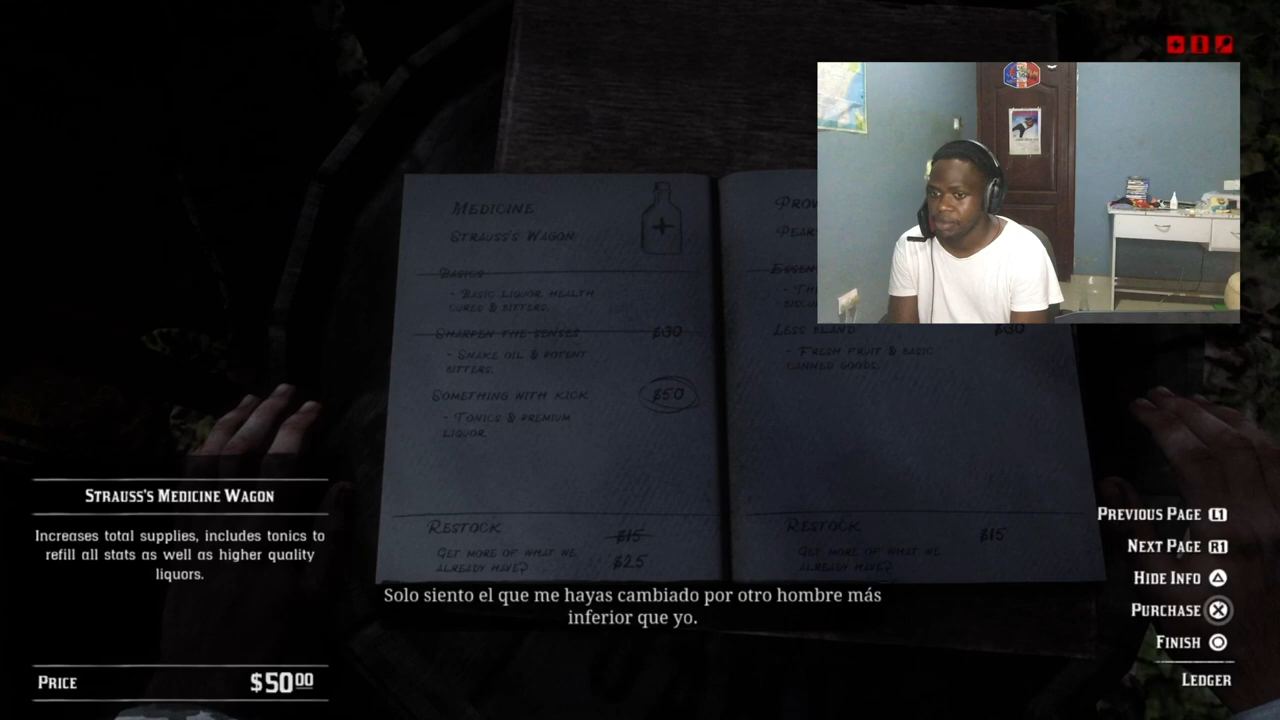 MEDICINE
STRAUSS'S WAGON
BASICS
- BASIC LIQUOR HEALTH
CURES & BITTERS.
SHARPEN THE SENSES $30
- SNAKE OIL & POTENT
BITTERS.
SOMETHING WITH KICK $50
- TONICS & PREMIUM
LIQUOR.
RESTOCK $15
GET MORE OF WHAT WE $25
ALREADY HAVE?
LESS BLAND $30
- FRESH FRUIT & BASIC
CANNED GOODS.
RESTOCK $15
GET MORE OF WHAT WE
ALREADY HAVE?
STRAUSS'S MEDICINE WAGON
Increases total supplies, includes tonics to
refill all stats as well as higher quality
liquors.
PRICE $5000
Solo siento el que me hayas cambiado por otro hombre más
inferior que yo.
PREVIOUS PAGE L1
NEXT PAGE R1
HIDE INFO
PURCHASE
FINISH
LEDGER